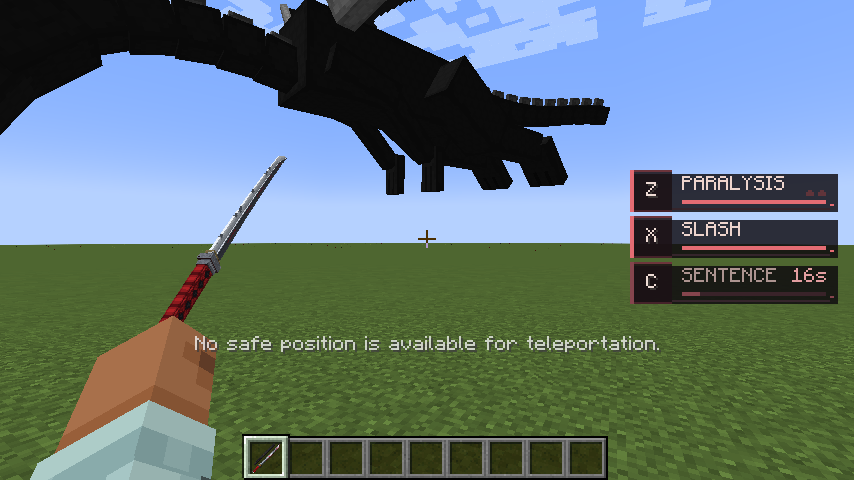 Z PARALYSIS
X SLASH
C SENTENCE 16s
No safe position is available for teleportation.